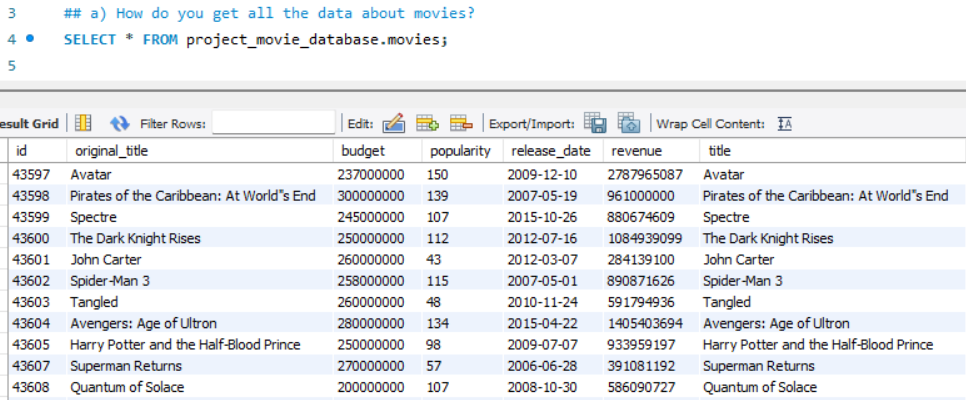 3 ## a) How do you get all the data about movies?
4 SELECT * FROM project_movie_database.movies;
5
esult Grid Filter Rows: Edit: Export/Import: Wrap Cell Content: IA
id original_title budget popularity release_date revenue title
43597 Avatar 237000000 150 2009-12-10 2787965087 Avatar
43598 Pirates of the Caribbean: At World"s End 300000000 139 2007-05-19 961000000 Pirates of the Caribbean: At World"s End
43599 Spectre 245000000 107 2015-10-26 880674609 Spectre
43600 The Dark Knight Rises 250000000 112 2012-07-16 1084939099 The Dark Knight Rises
43601 John Carter 260000000 43 2012-03-07 284139100 John Carter
43602 Spider-Man 3 258000000 115 2007-05-01 890871626 Spider-Man 3
43603 Tangled 260000000 48 2010-11-24 591794936 Tangled
43604 Avengers: Age of Ultron 280000000 134 2015-04-22 1405403694 Avengers: Age of Ultron
43605 Harry Potter and the Half-Blood Prince 250000000 98 2009-07-07 933959197 Harry Potter and the Half-Blood Prince
43607 Superman Returns 270000000 57 2006-06-28 391081192 Superman Returns
43608 Quantum of Solace 200000000 107 2008-10-30 586090727 Quantum of Solace